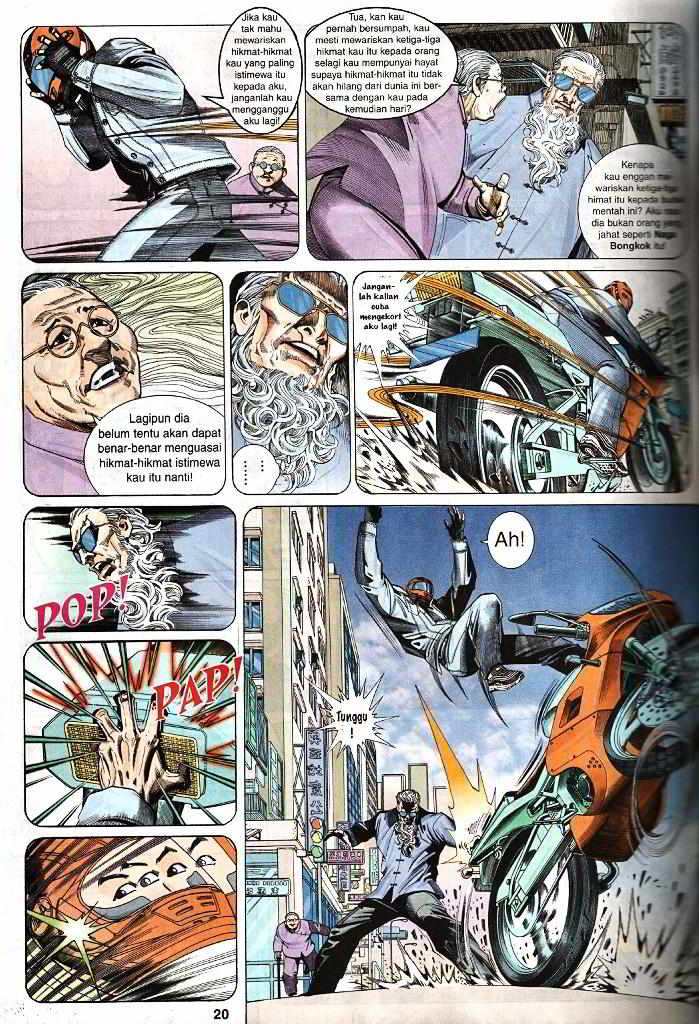 Jika kau
tak mahu
mewariskan
hikmat-hikmat
kau yang paling
istimewa itu
kepada aku,
janganlah kau
mengganggu
aku lagi!
Tua, kan kau
pernah bersumpah, kau
mesti mewariskan ketiga-tiga
hikmat kau itu kepada orang
selagi kau mempunyai hayat
supaya hikmat-hikmat itu tidak
akan hilang dari dunia ini ber-
sama dengan kau pada
kemudian hari?
Kenapa
kau enggan me-
wariskan ketiga-tiga
himat itu kepada
mentah ini? Aku
dia bukan orang yang
jahat seperti Naga
Bongkok itu!
Lagipun dia
belum tentu akan dapat
benar-benar menguasai
hikmat-hikmat istimewa
kau itu nanti!
Jangan-
lah kalian
cuba
mengekori
aku lagi!
POP!
PAP!
Ah!
Tunggu
!
20